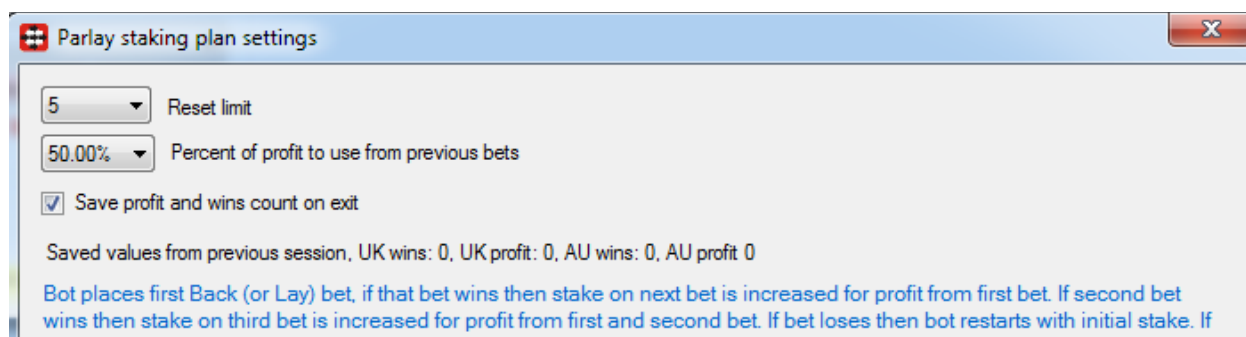 Parlay staking plan settings
5 Reset limit
50.00% Percent of profit to use from previous bets
Save profit and wins count on exit
Saved values from previous session, UK wins: 0, UK profit: 0, AU wins: 0, AU profit 0
Bot places first Back (or Lay) bet, if that bet wins then stake on next bet is increased for profit from first bet. If second bet
wins then stake on third bet is increased for profit from first and second bet. If bet loses then bot restarts with initial stake. If